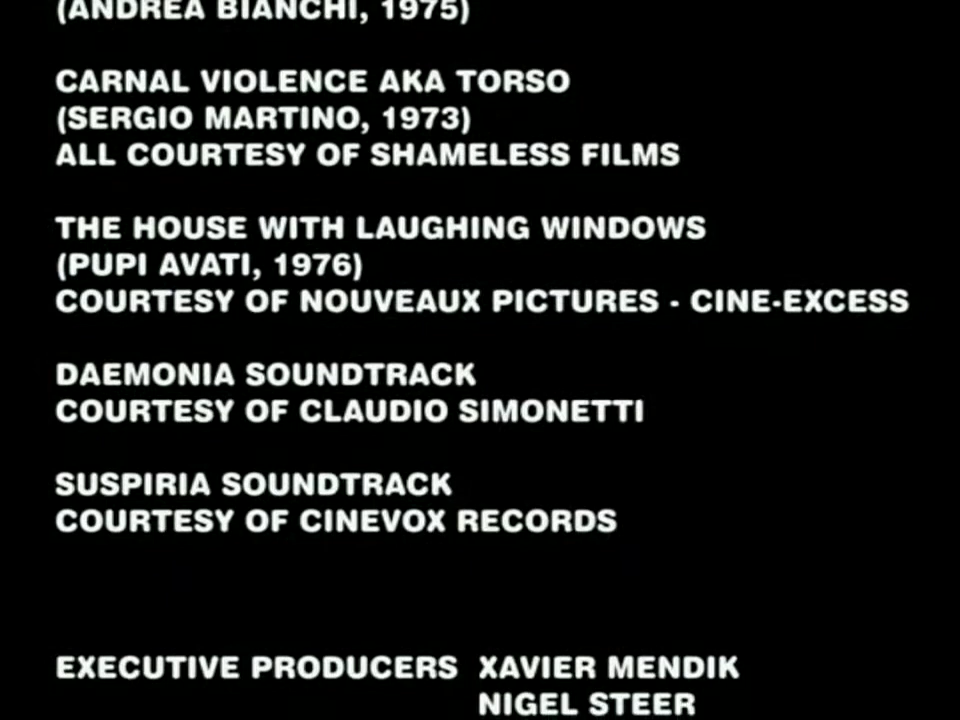 (ANDREA BIANCHI, 1975)
CARNAL VIOLENCE AKA TORSO
(SERGIO MARTINO, 1973)
ALL COURTESY OF SHAMELESS FILMS
THE HOUSE WITH LAUGHING WINDOWS
(PUPI AVATI, 1976)
COURTESY OF NOUVEAUX PICTURES - CINE-EXCESS
DAEMONIA SOUNDTRACK
COURTESY OF CLAUDIO SIMONETTI
SUSPIRIA SOUNDTRACK
COURTESY OF CINEVOX RECORDS
EXECUTIVE PRODUCERS XAVIER MENDIK
NIGEL STEER